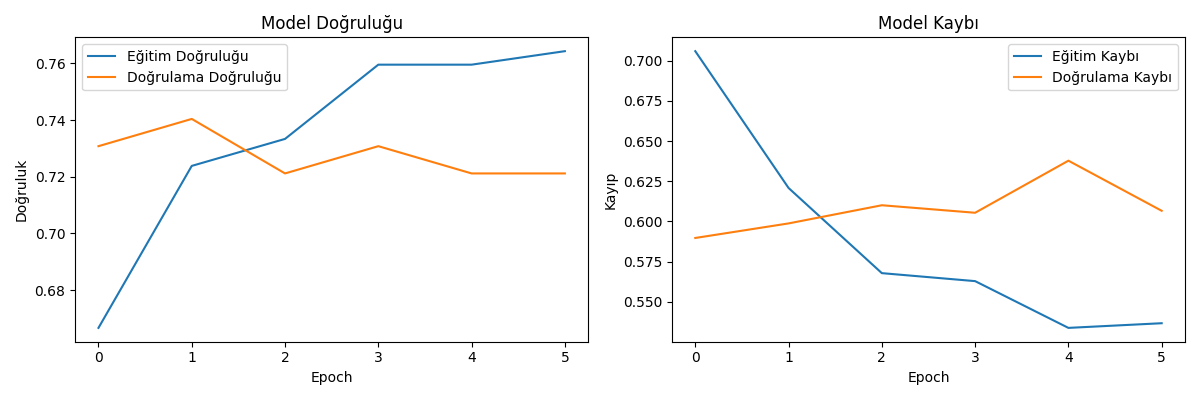 Model Doğruluğu
Eğitim Doğruluğu
Doğrulama Doğruluğu
0.76
0.74
0.72
0.70
0.68
Doğruluk
0
1
2
3
4
5
Epoch
Model Kaybı
Eğitim Kaybı
Doğrulama Kaybı
0.700
0.675
0.650
0.625
0.600
0.575
0.550
Kayıp
0
1
2
3
4
5
Epoch